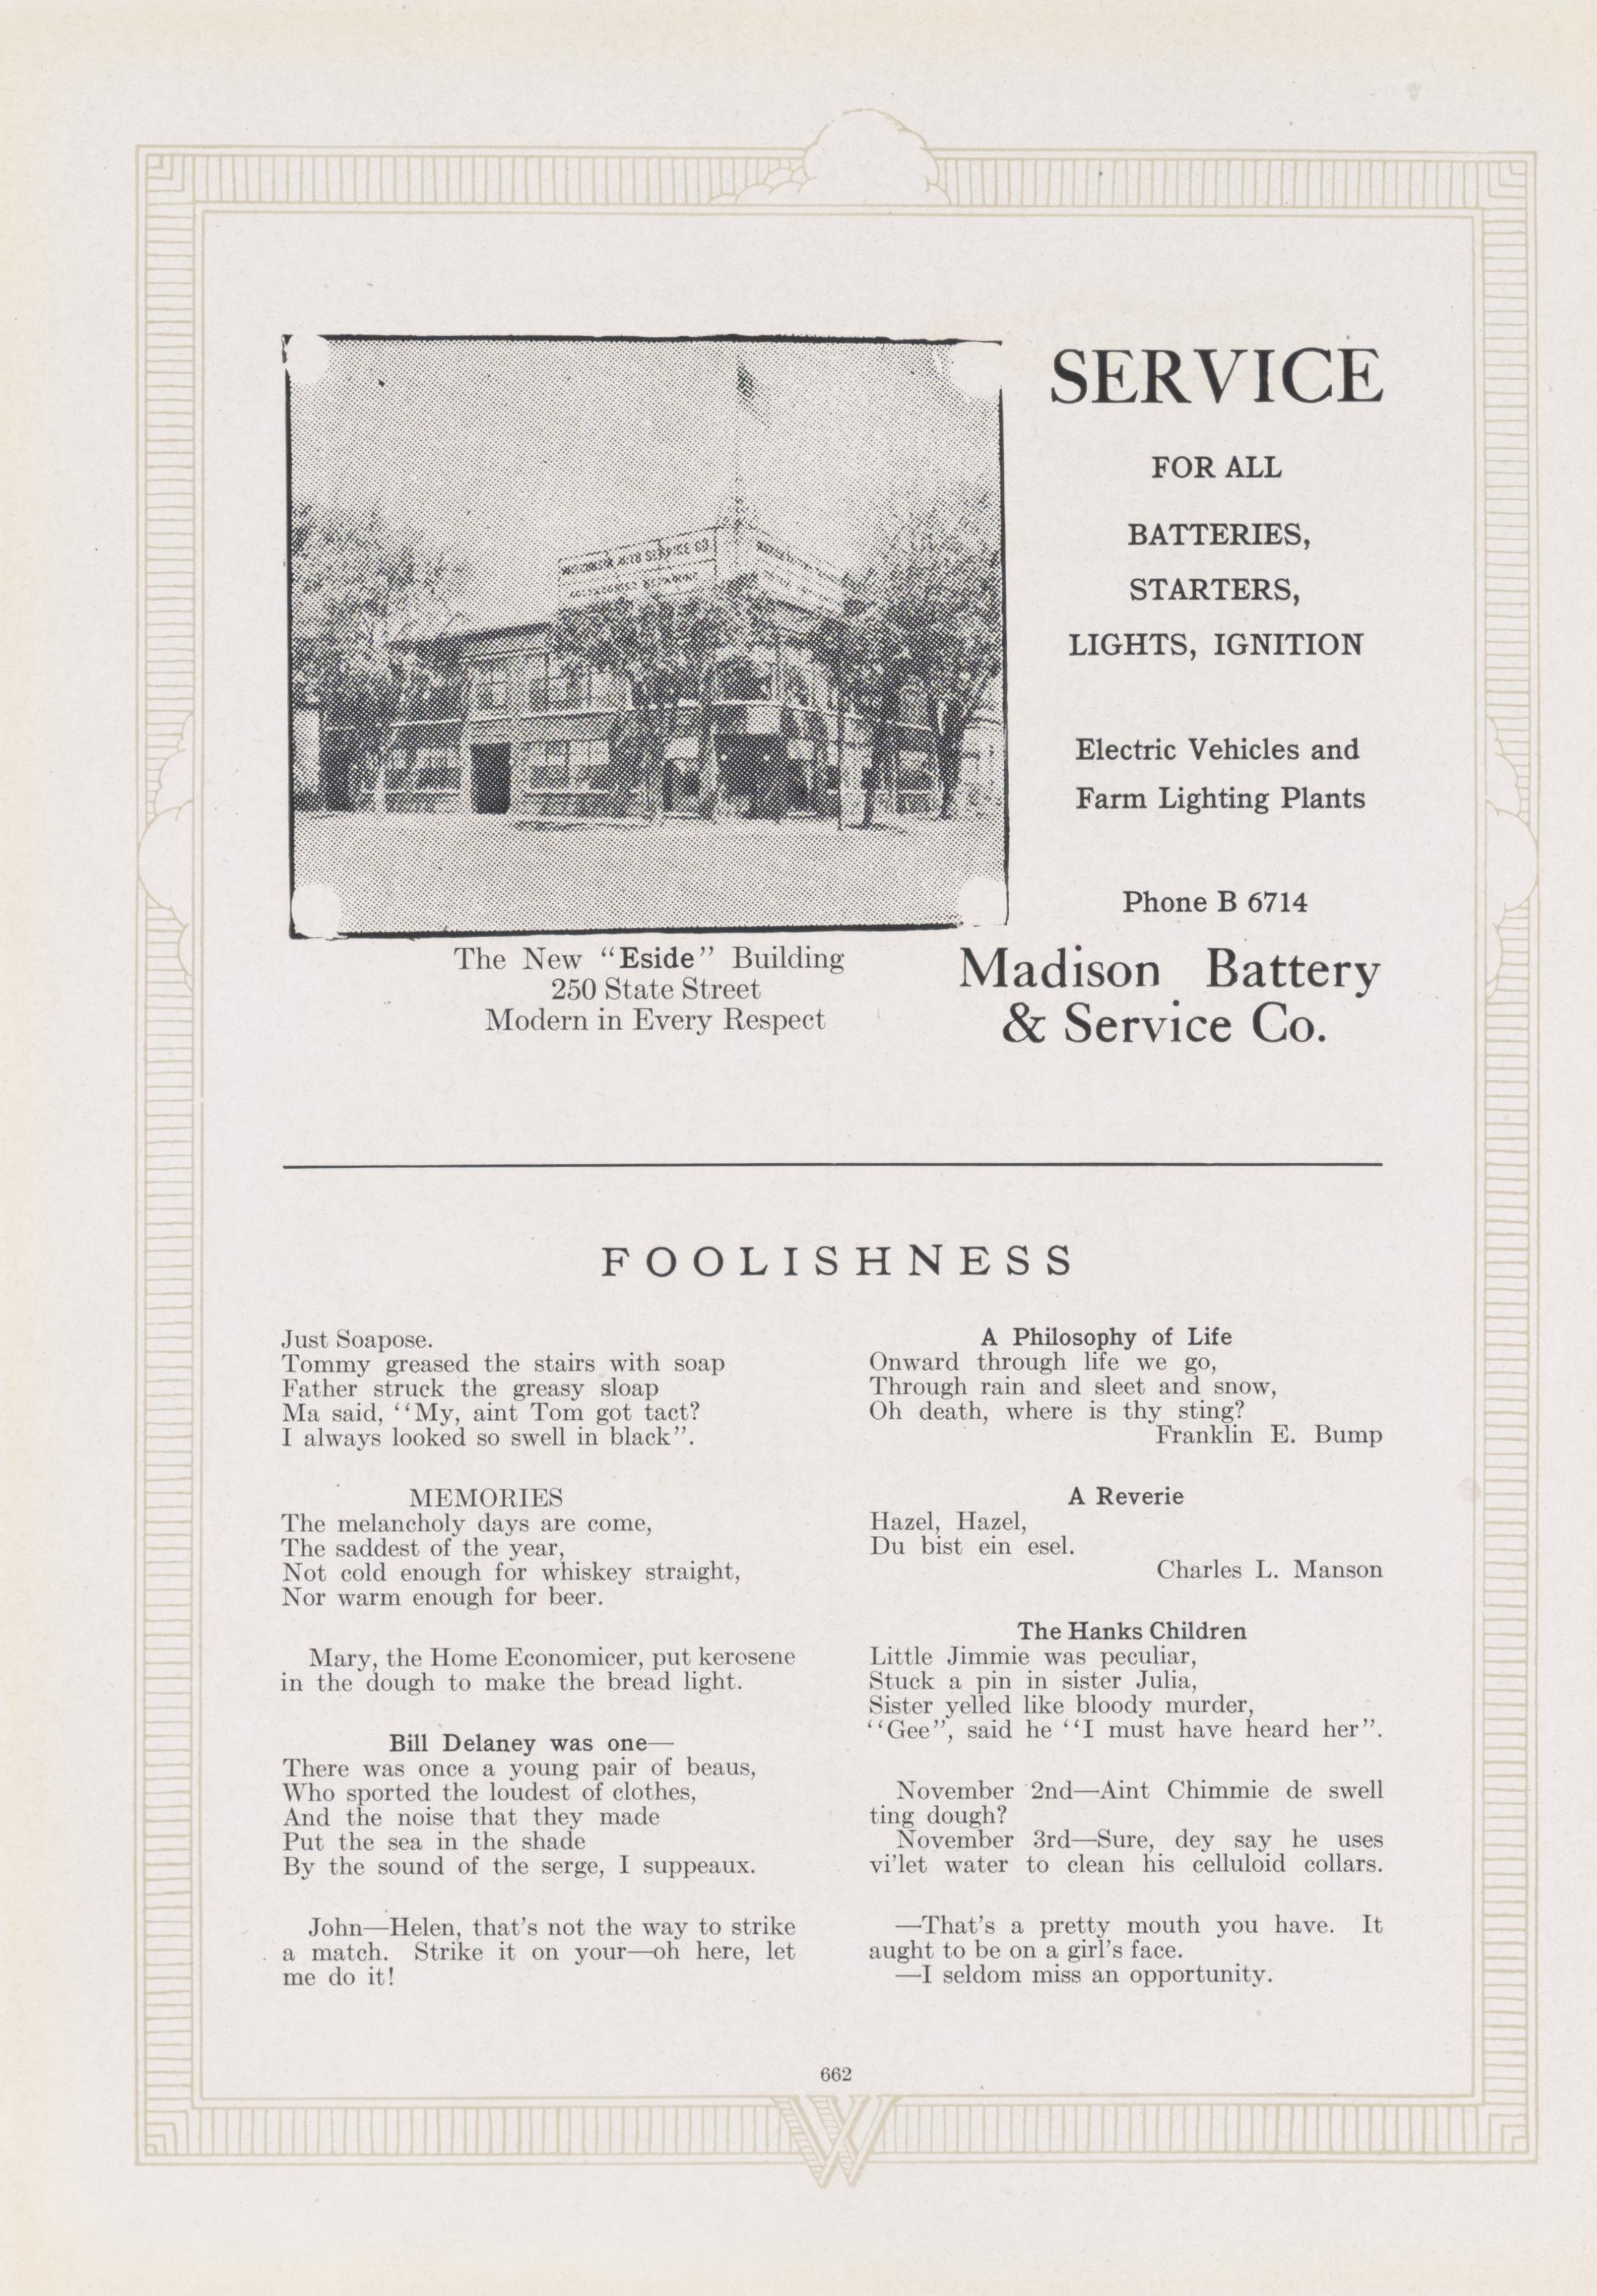 SERVICE CO
SERVICE
FOR ALL
BATTERIES,
STARTERS,
LIGHTS, IGNITION
Electric Vehicles and
Farm Lighting Plants
Phone B 6714
Madison Battery
& Service Co.
The New “Eside” Building
250 State Street
Modern in Every Respect
FOOLISHNESS
Just Soapose.
Tommy greased the stairs with soap
Father struck the greasy sloap
Ma said, ‘‘My, aint Tom got tact?
I always looked so swell in black”.
MEMORIES
The melancholy days are come,
The saddest of the year,
Not cold enough for whiskey straight,
Nor warm enough for beer.
Mary, the Home Economicer, put kerosene
in the dough to make the bread light.
Bill Delaney was one—
There was once a young pair of beaus,
Who sported the loudest of clothes,
And the noise that they made
Put the sea in the shade
By the sound of the serge, I suppeaux.
John—Helen, that’s not the way to strike
a match. Strike it on your—oh here, let
me do it!
A Philosophy of Life
Onward through life we go,
Through rain and sleet and snow,
Oh death, where is thy sting?
Franklin E. Bump
A Reverie
Hazel, Hazel,
Du bist ein esel.
Charles L. Manson
The Hanks Children
Little Jimmie was peculiar,
Stuck a pin in sister Julia,
Sister yelled like bloody murder,
‘‘Gee”, said he ‘‘I must have heard her”.
November 2nd—Aint Chimmie de swell
ting dough?
November 3rd—Sure, dey say he uses
vi’let water to clean his celluloid collars.
—That’s a pretty mouth you have. It
aught to be on a girl’s face.
—I seldom miss an opportunity.
662
W